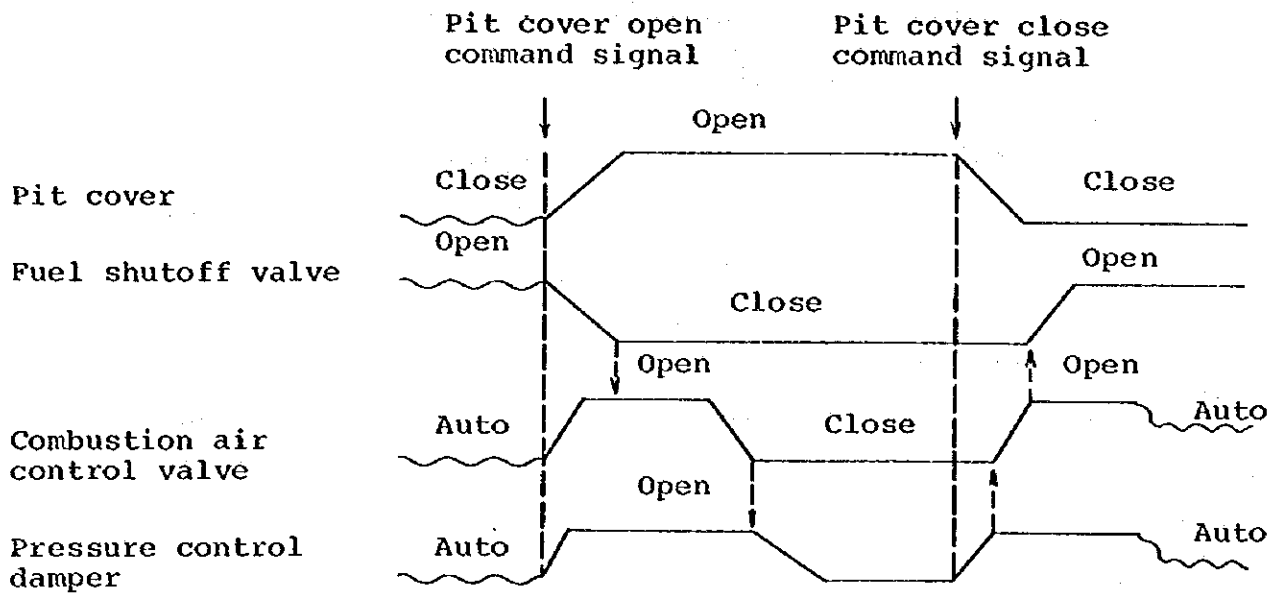 Pit cover open
command signal
Pit cover close
command signal
Open
Pit cover
Close
Close
Open
Fuel shutoff valve
Open
Close
Open
Open
Combustion air
control valve
Auto
Close
Auto
Open
Pressure control
damper
Auto
Auto